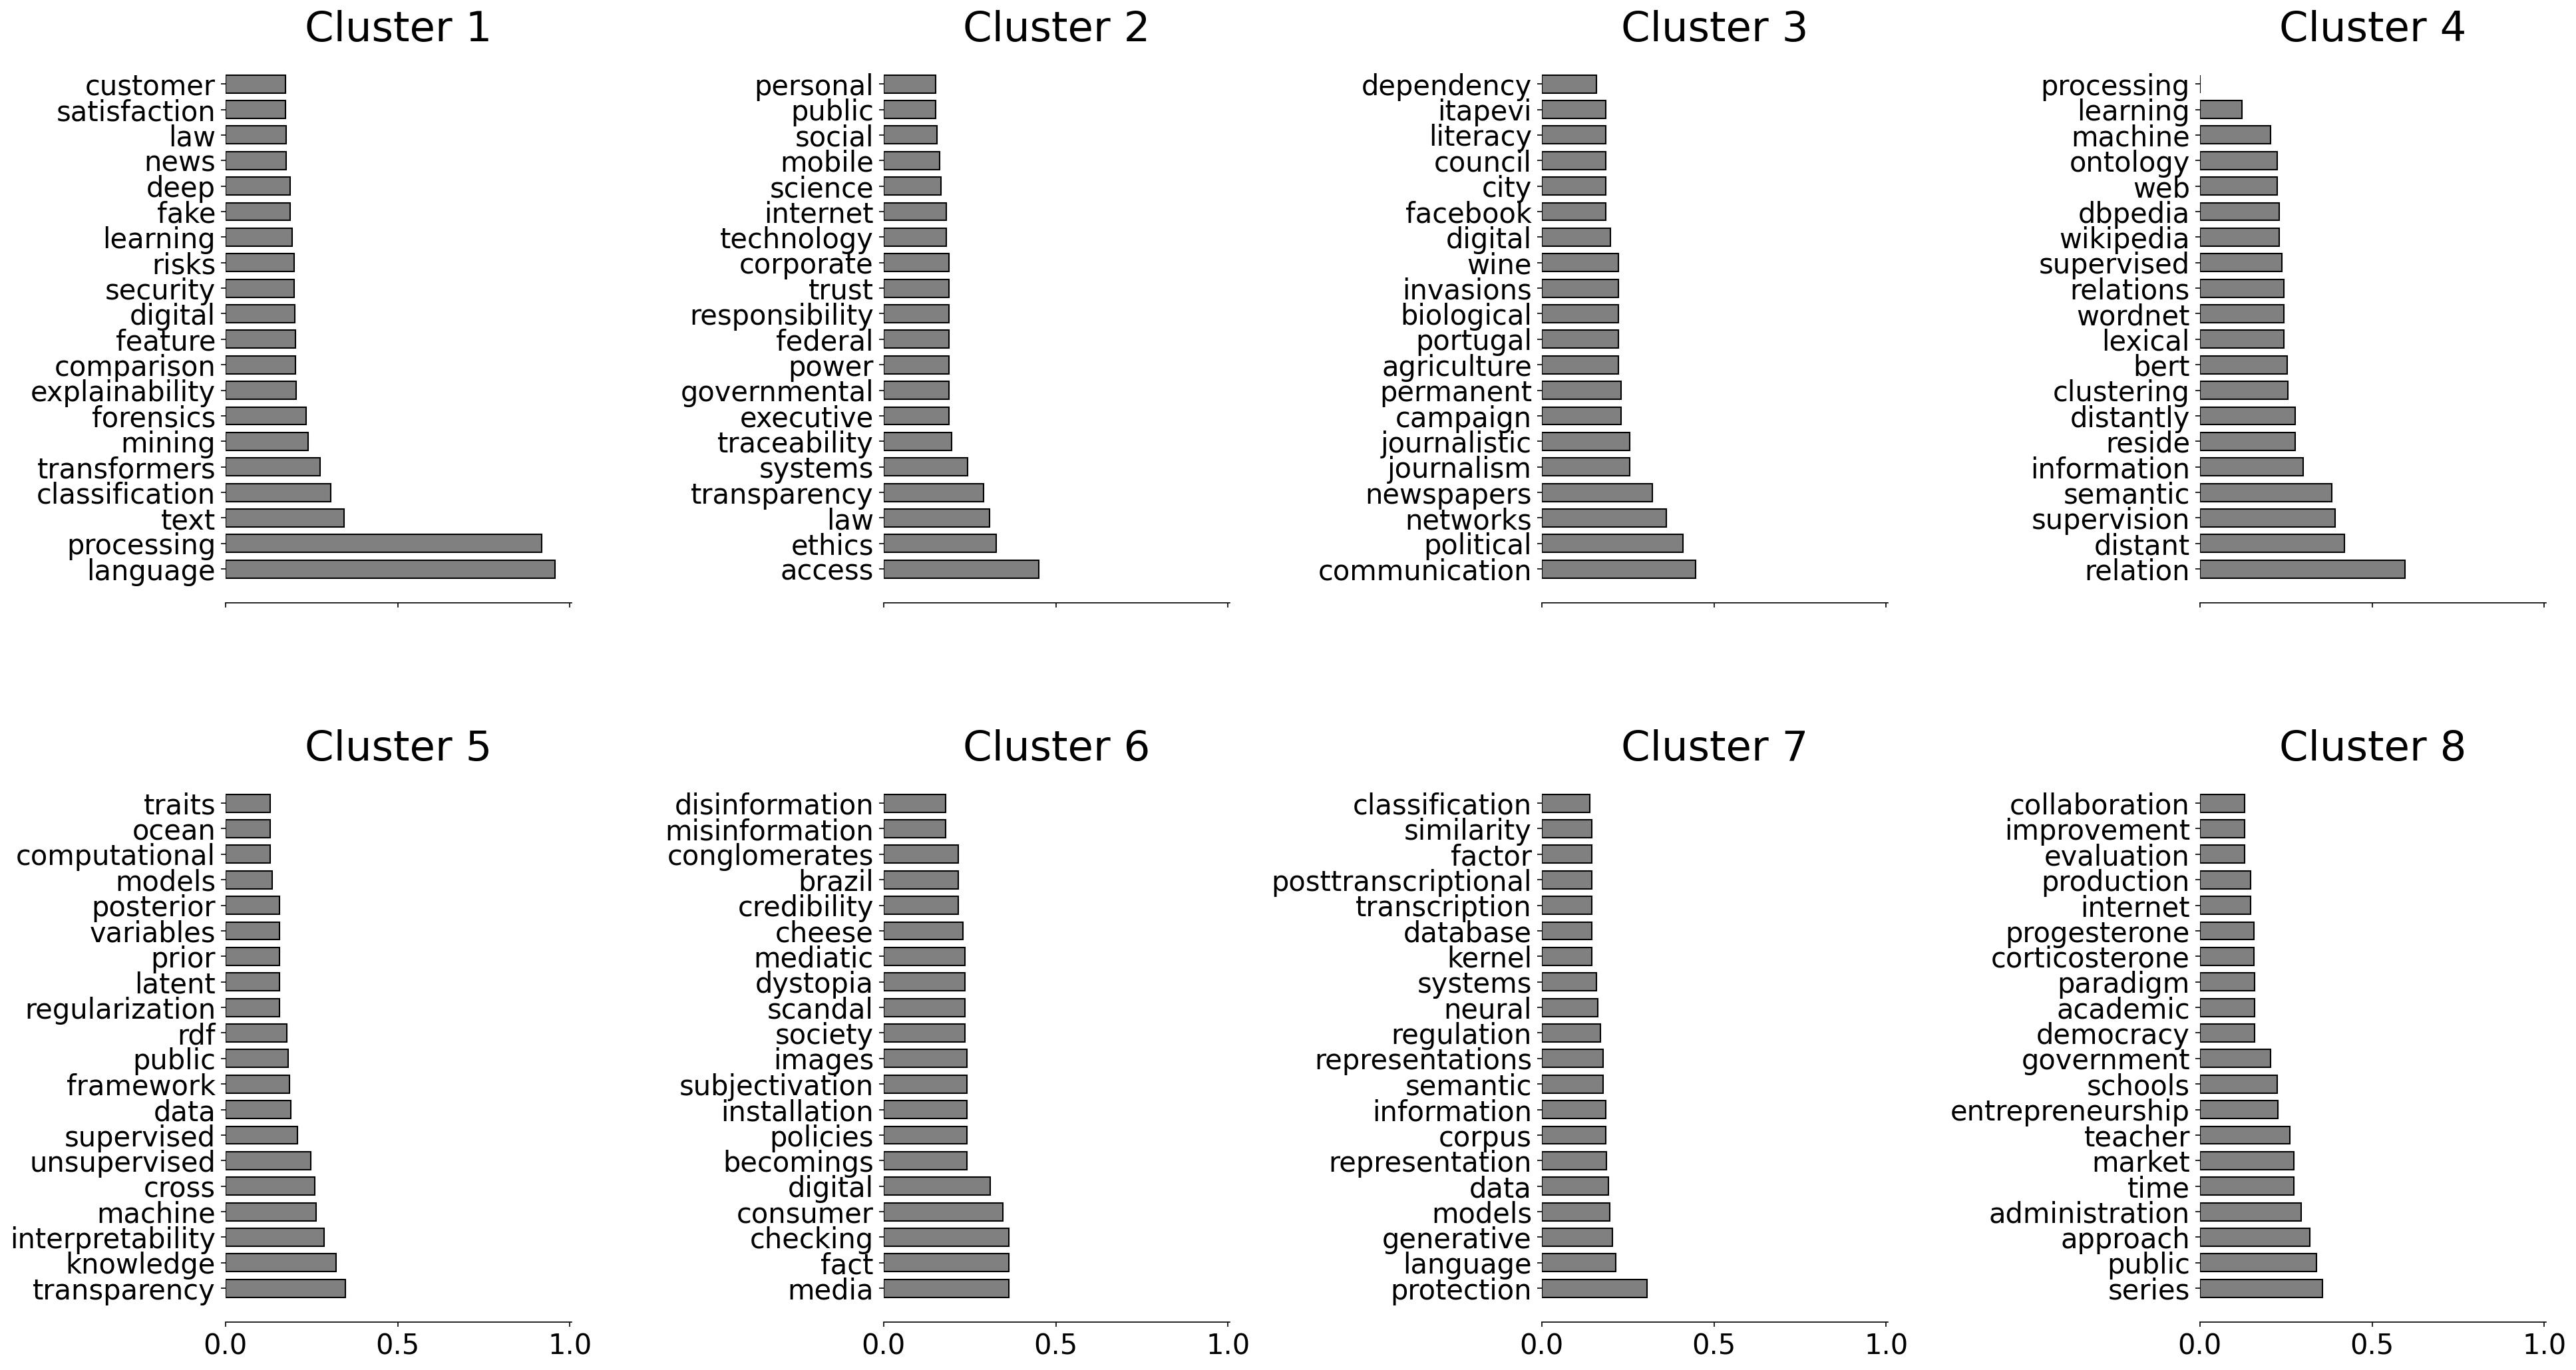 Cluster 1
customer
satisfaction
law
news
deep
fake
learning
risks
security
digital
feature
comparison
explainability
forensics
mining
transformers
classification
text
processing
language
Cluster 2
personal
public
social
mobile
science
internet
technology
corporate
trust
responsibility
federal
power
governmental
executive
traceability
systems
transparency
law
ethics
access
Cluster 3
dependency
itapevi
literacy
council
city
facebook
digital
wine
invasions
biological
portugal
agriculture
permanent
campaign
journalistic
journalism
newspapers
networks
political
communication
Cluster 4
processing
learning
machine
ontology
web
dbpedia
wikipedia
supervised
relations
wordnet
lexical
bert
clustering
distantly
reside
information
semantic
supervision
distant
relation
Cluster 5
traits
ocean
computational
models
posterior
variables
prior
latent
regularization
rdf
public
framework
data
supervised
unsupervised
cross
machine
interpretability
knowledge
transparency
0.0 0.5 1.0
Cluster 6
disinformation
misinformation
conglomerates
brazil
credibility
cheese
mediatic
dystopia
scandal
society
images
subjectivation
installation
policies
becomings
digital
consumer
checking
fact
media
0.0 0.5 1.0
Cluster 7
classification
similarity
factor
posttranscriptional
transcription
database
kernel
systems
neural
regulation
representations
semantic
information
corpus
representation
data
models
generative
language
protection
0.0 0.5 1.0
Cluster 8
collaboration
improvement
evaluation
production
internet
progesterone
corticosterone
paradigm
academic
democracy
government
schools
entrepreneurship
teacher
market
time
administration
approach
public
series
0.0 0.5 1.0